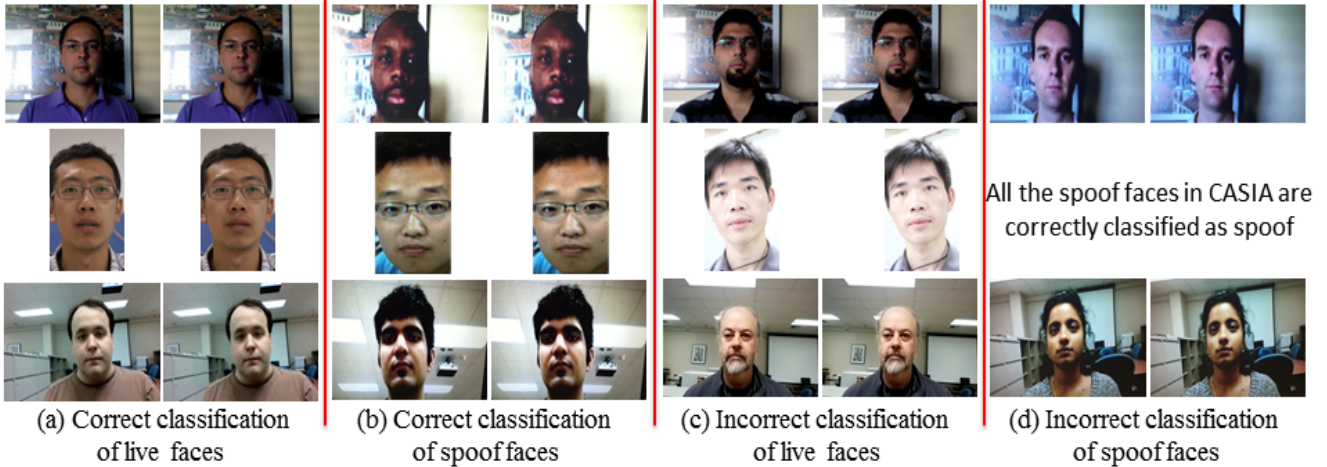 All the spoof faces in CASIA are
correctly classified as spoof
(a) Correct classification
of live faces
(b) Correct classification
of spoof faces
(c) Incorrect classification
of live faces
(d) Incorrect classification
of spoof faces